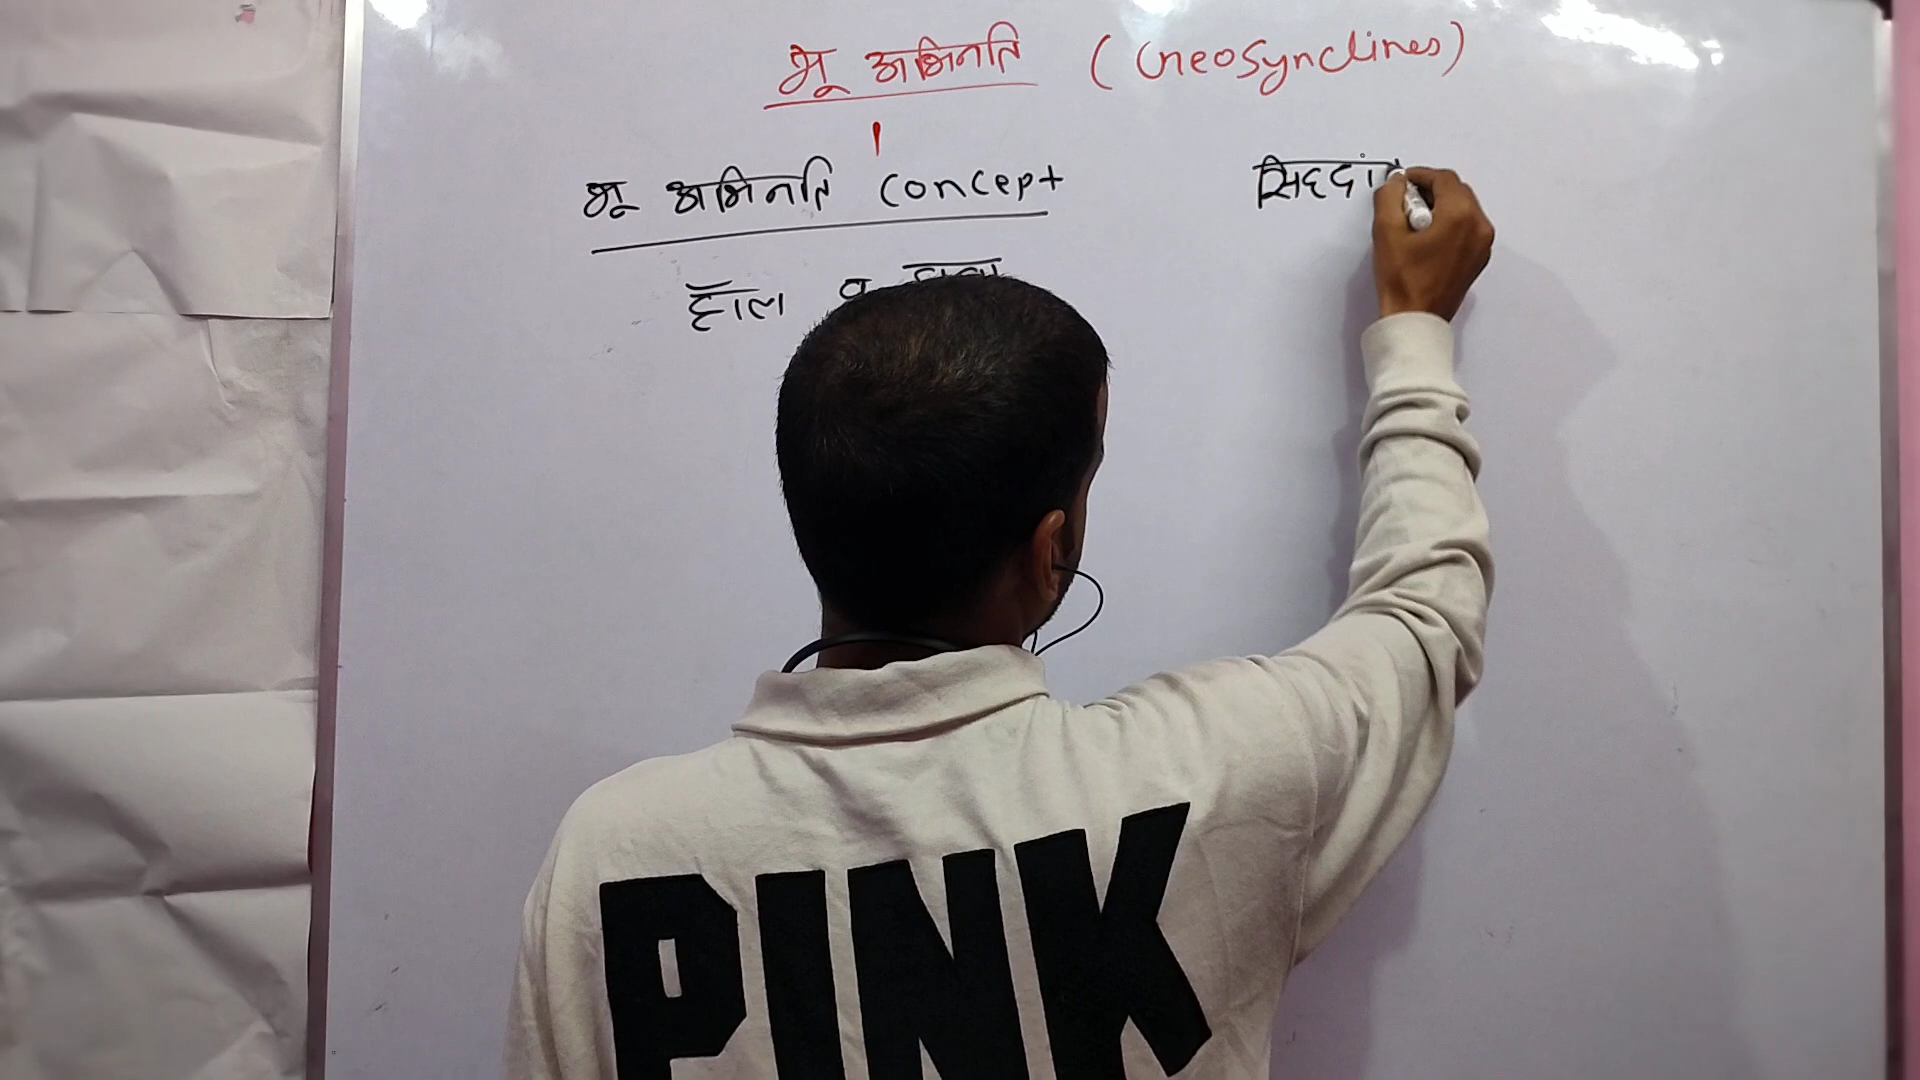 भू अभिनति (Geosynclines)
भू अभिनति concept
सिद्दां
हॉल व
PINK